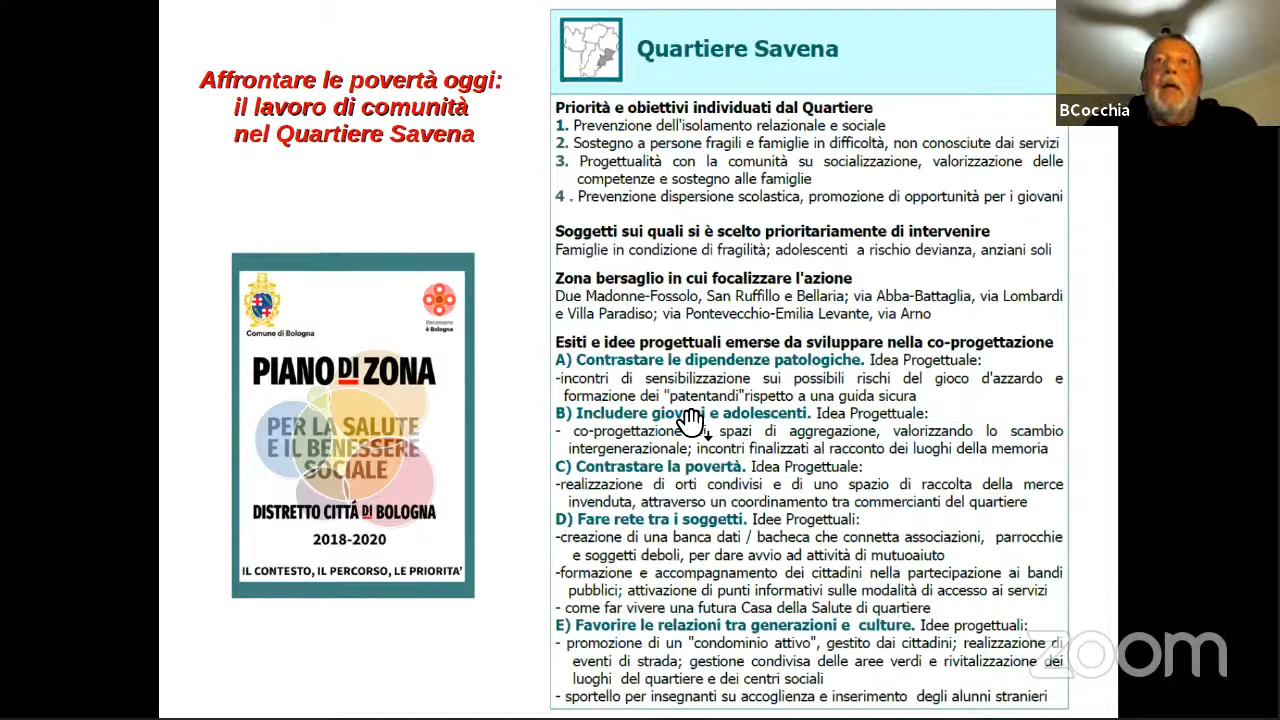 Affrontare le povertà oggi:
il lavoro di comunità
nel Quartiere Savena
Comune di Bologna
Benessere
è Bologna
PIANO DI ZONA
PER LA SALUTE
E IL BENESSERE
SOCIALE
DISTRETTO CITTÁ DI BOLOGNA
2018-2020
IL CONTESTO, IL PERCORSO, LE PRIORITA’
Quartiere Savena
Priorità e obiettivi individuati dal Quartiere
1. Prevenzione dell'isolamento relazionale e sociale
2. Sostegno a persone fragili e famiglie in difficoltà, non conosciute dai servizi
3. Progettualità con la comunità su socializzazione, valorizzazione delle
competenze e sostegno alle famiglie
4 . Prevenzione dispersione scolastica, promozione di opportunità per i giovani
Soggetti sui quali si è scelto prioritariamente di intervenire
Famiglie in condizione di fragilità; adolescenti a rischio devianza, anziani soli
Zona bersaglio in cui focalizzare l'azione
Due Madonne-Fossolo, San Ruffillo e Bellaria; via Abba-Battaglia, via Lombardi
e Villa Paradiso; via Pontevecchio-Emilia Levante, via Arno
Esiti e idee progettuali emerse da sviluppare nella co-progettazione
A) Contrastare le dipendenze patologiche. Idea Progettuale:
-incontri di sensibilizzazione sui possibili rischi del gioco d'azzardo e
formazione dei "patentandi"rispetto a una guida sicura
B) Includere giovani e adolescenti. Idea Progettuale:
- co-progettazione spazi di aggregazione, valorizzando lo scambio
intergenerazionale; incontri finalizzati al racconto dei luoghi della memoria
C) Contrastare la povertà. Idea Progettuale:
-realizzazione di orti condivisi e di uno spazio di raccolta della merce
invenduta, attraverso un coordinamento tra commercianti del quartiere
D) Fare rete tra i soggetti. Idee Progettuali:
-creazione di una banca dati / bacheca che connetta associazioni, parrocchie
e soggetti deboli, per dare avvio ad attività di mutuoaiuto
-formazione e accompagnamento dei cittadini nella partecipazione ai bandi
pubblici; attivazione di punti informativi sulle modalità di accesso ai servizi
- come far vivere una futura Casa della Salute di quartiere
E) Favorire le relazioni tra generazioni e culture. Idee progettuali:
- promozione di un "condominio attivo", gestito dai cittadini; realizzazione di
eventi di strada; gestione condivisa delle aree verdi e rivitalizzazione dei
luoghi del quartiere e dei centri sociali
- sportello per insegnanti su accoglienza e inserimento degli alunni stranieri
BCocchia
zoom